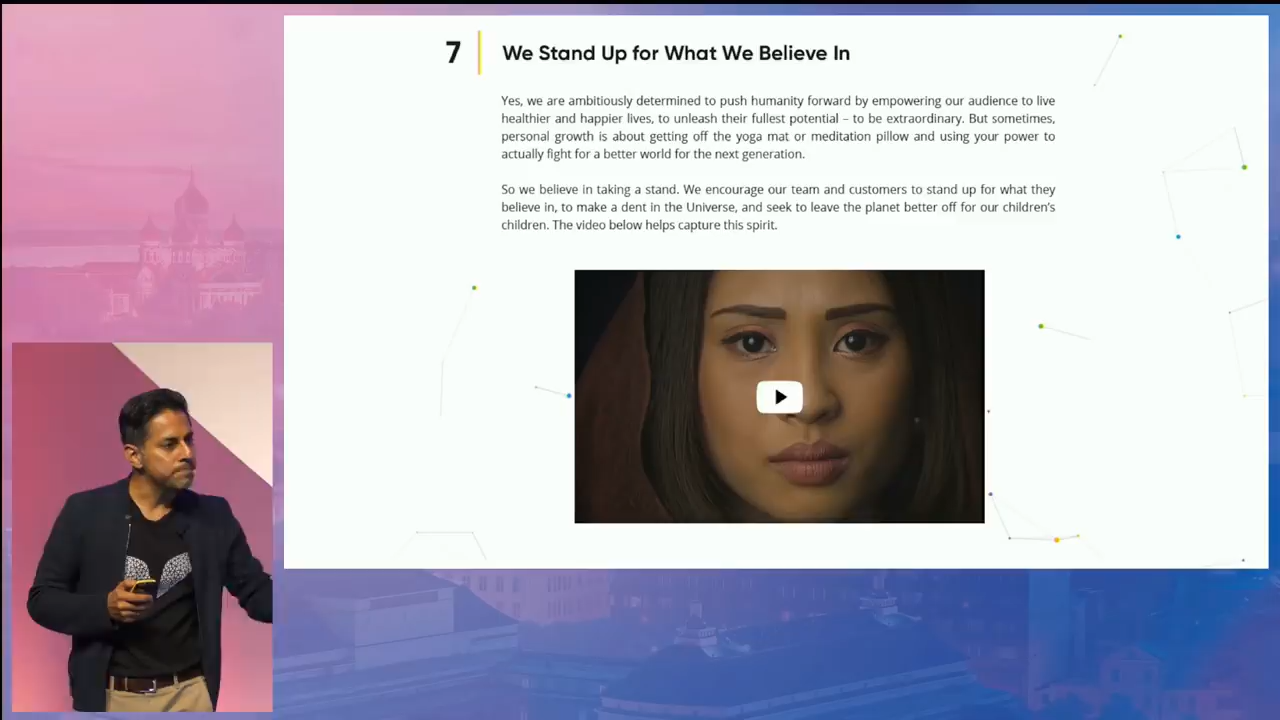 7
We Stand Up for What We Believe In
Yes, we are ambitiously determined to push humanity forward by empowering our audience to live
healthier and happier lives, to unleash their fullest potential – to be extraordinary. But sometimes,
personal growth is about getting off the yoga mat or meditation pillow and using your power to
actually fight for a better world for the next generation.
So we believe in taking a stand. We encourage our team and customers to stand up for what they
believe in, to make a dent in the Universe, and seek to leave the planet better off for our children’s
children. The video below helps capture this spirit.